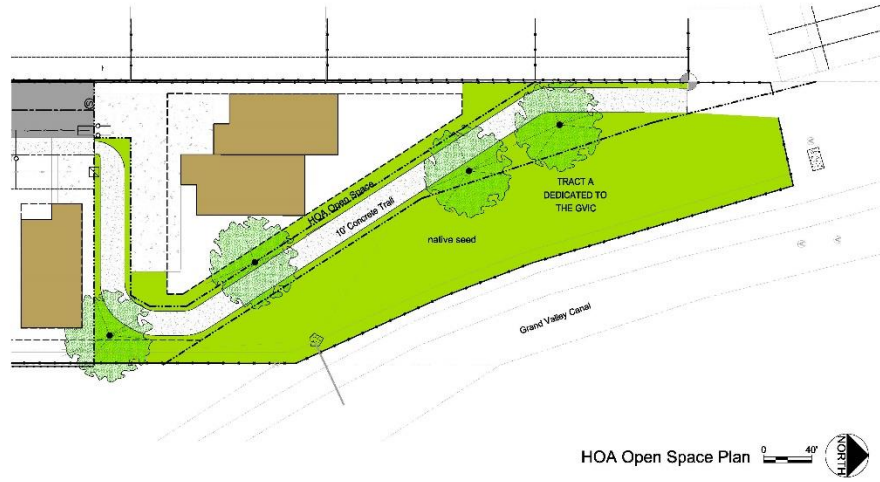 HOA Open Space
10' Concrete Trail
TRACT A
DEDICATED TO
THE GVIC
native seed
Grand Valley Canal
HOA Open Space Plan
0 40'
NORTH